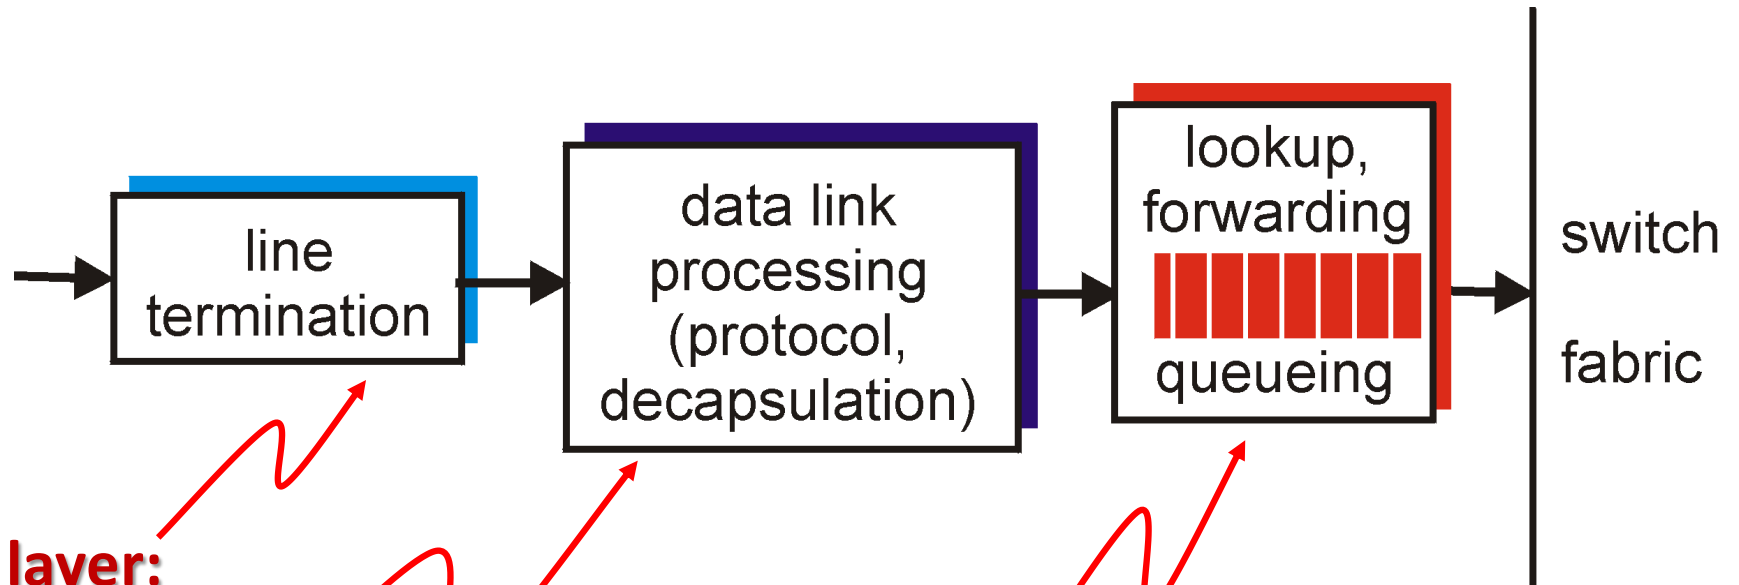 line
termination
data link
processing
(protocol,
decapsulation)
lookup,
forwarding
queueing
switch
fabric
layer: